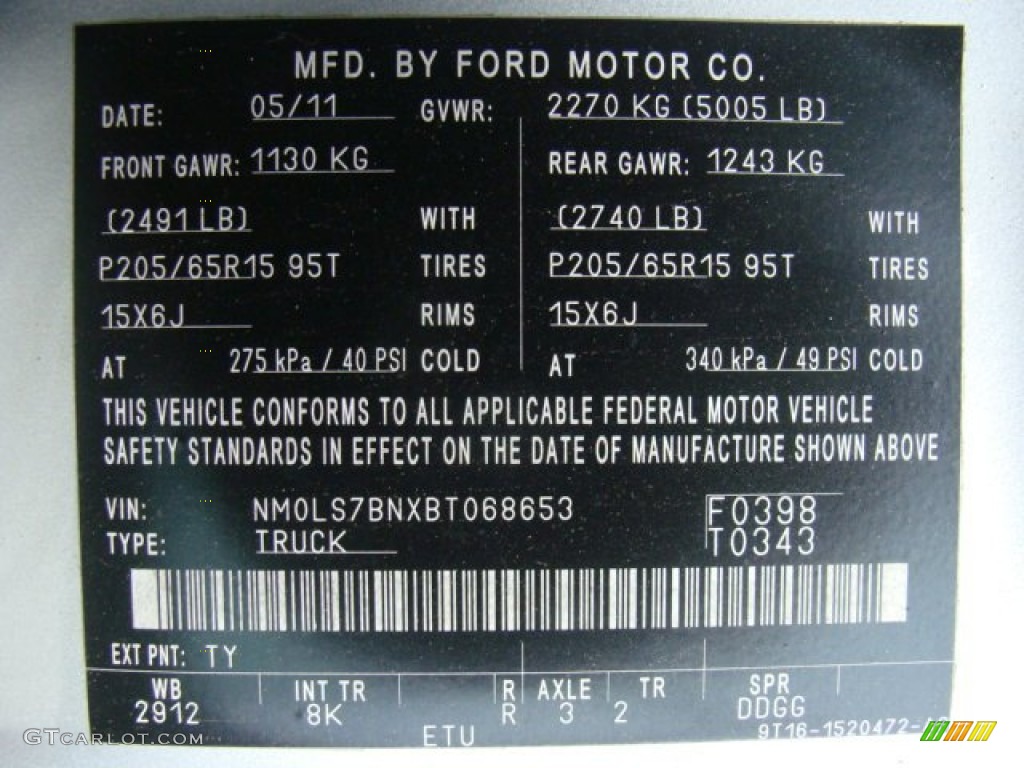 MFD. BY FORD MOTOR CO.
DATE: 05/11 GVWR: 2270 KG (5005 LB)
FRONT GAWR: 1130 KG REAR GAWR: 1243 KG
(2491 LB) WITH (2740 LB) WITH
P205/65R15 95T TIRES P205/65R15 95T TIRES
15X6J RIMS 15X6J RIMS
AT 275 kPa / 40 PSI COLD AT 340 kPa / 49 PSI COLD
THIS VEHICLE CONFORMS TO ALL APPLICABLE FEDERAL MOTOR VEHICLE
SAFETY STANDARDS IN EFFECT ON THE DATE OF MANUFACTURE SHOWN ABOVE
VIN: NM0LS7BNXBT068653 F0398
TYPE: TRUCK T0343
EXT PNT: TY
WB INT TR R AXLE TR SPR
2912 8K R 3 2 DDGG
ETU 9T16-1520472-
GTCARLOT.COM